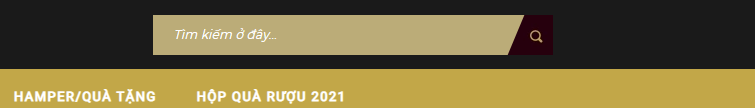 Tìm kiếm ở đây...
HAMPER/QUÀ TẶNG HỘP QUÀ RƯỢU 2021